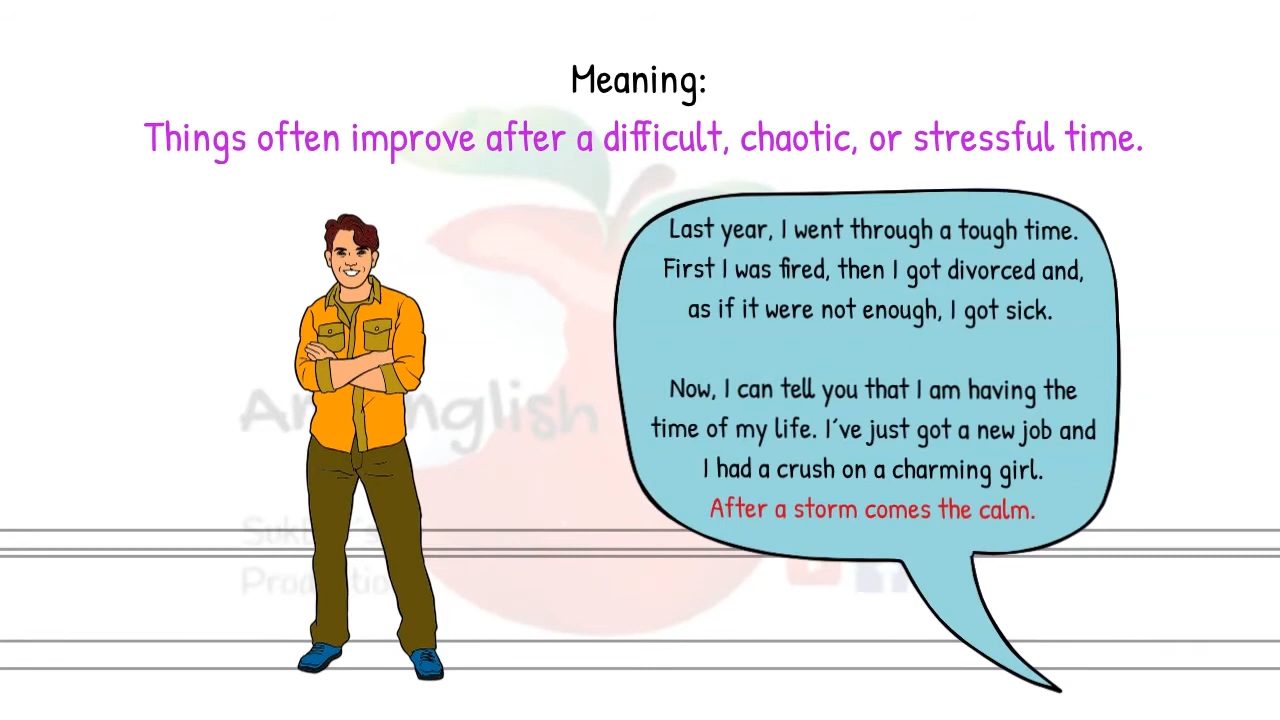 Meaning:
Things often improve after a difficult, chaotic, or stressful time.
Last year, I went through a tough time.
First I was fired, then I got divorced and,
as if it were not enough, I got sick.
Now, I can tell you that I am having the
time of my life. I´ve just got a new job and
I had a crush on a charming girl.
After a storm comes the calm.